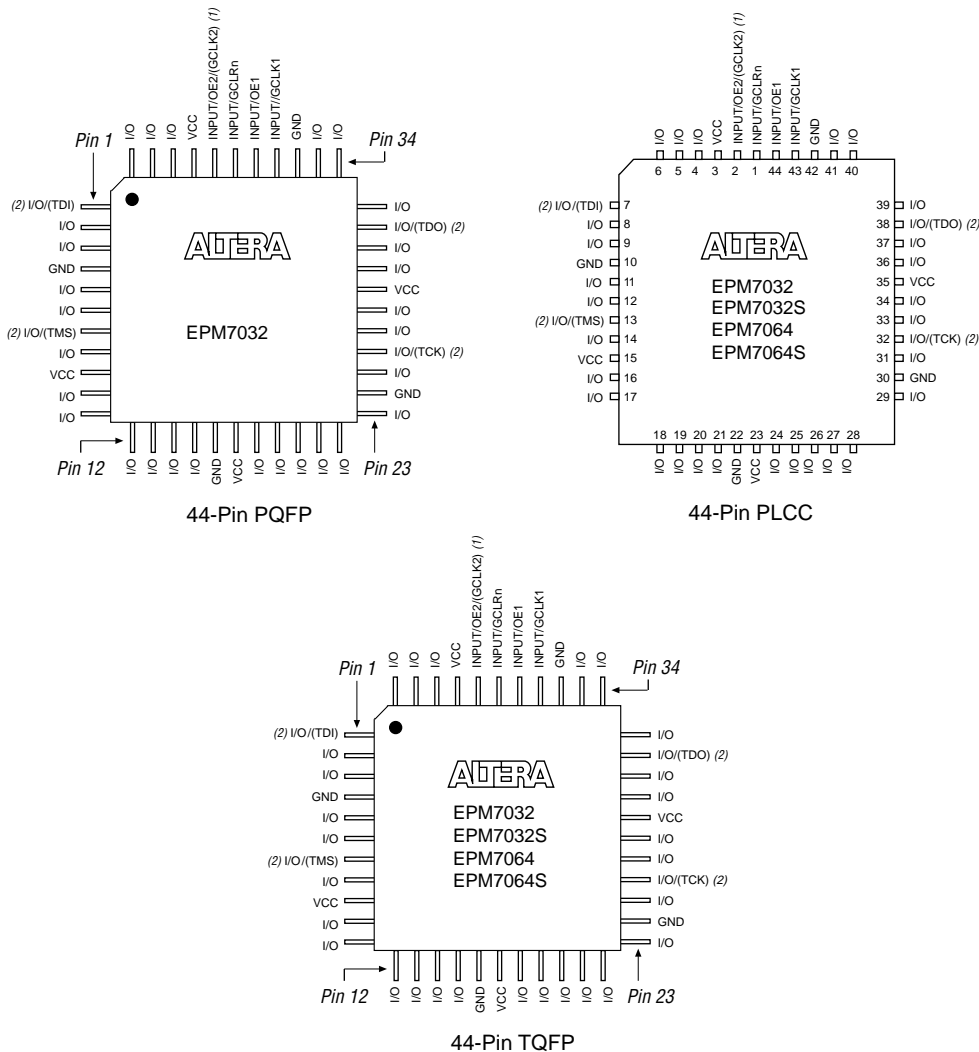 I/O
I/O
I/O
VCC
INPUT/OE2/(GCLK2) (1)
INPUT/GCLRn
INPUT/OE1
INPUT//GCLK1
GND
I/O
I/O
Pin 1
Pin 34
(2) I/O/(TDI)
I/O
I/O
GND
I/O
I/O
(2) I/O/(TMS)
I/O
VCC
I/O
I/O
ALTERA
EPM7032
I/O
I/O/(TDO) (2)
I/O
I/O
VCC
I/O
I/O
I/O/(TCK) (2)
I/O
GND
I/O
Pin 12
Pin 23
I/O
I/O
I/O
I/O
GND
VCC
I/O
I/O
I/O
I/O
I/O
44-Pin PQFP
I/O
I/O
I/O
VCC
INPUT/OE2/(GCLK2) (1)
INPUT/GCLRn
INPUT/OE1
INPUT/GCLK1
GND
I/O
I/O
6 5 4 3 2 1 44 43 42 41 40
(2) I/O/(TDI) 7
I/O 8
I/O 9
GND 10
I/O 11
I/O 12
(2) I/O/(TMS) 13
I/O 14
VCC 15
I/O 16
I/O 17
ALTERA
EPM7032
EPM7032S
EPM7064
EPM7064S
39 I/O
38 I/O/(TDO) (2)
37 I/O
36 I/O
35 VCC
34 I/O
33 I/O
32 I/O/(TCK) (2)
31 I/O
30 GND
29 I/O
18 19 20 21 22 23 24 25 26 27 28
I/O
I/O
I/O
I/O
GND
VCC
I/O
I/O
I/O
I/O
I/O
44-Pin PLCC
I/O
I/O
I/O
VCC
INPUT/OE2/(GCLK2) (1)
INPUT/GCLRn
INPUT/OE1
INPUT/GCLK1
GND
I/O
I/O
Pin 1
Pin 34
(2) I/O/(TDI)
I/O
I/O
GND
I/O
I/O
(2) I/O/(TMS)
I/O
VCC
I/O
I/O
ALTERA
EPM7032
EPM7032S
EPM7064
EPM7064S
I/O
I/O/(TDO) (2)
I/O
I/O
VCC
I/O
I/O
I/O/(TCK) (2)
I/O
GND
I/O
Pin 12
Pin 23
I/O
I/O
I/O
I/O
GND
VCC
I/O
I/O
I/O
I/O
I/O
44-Pin TQFP